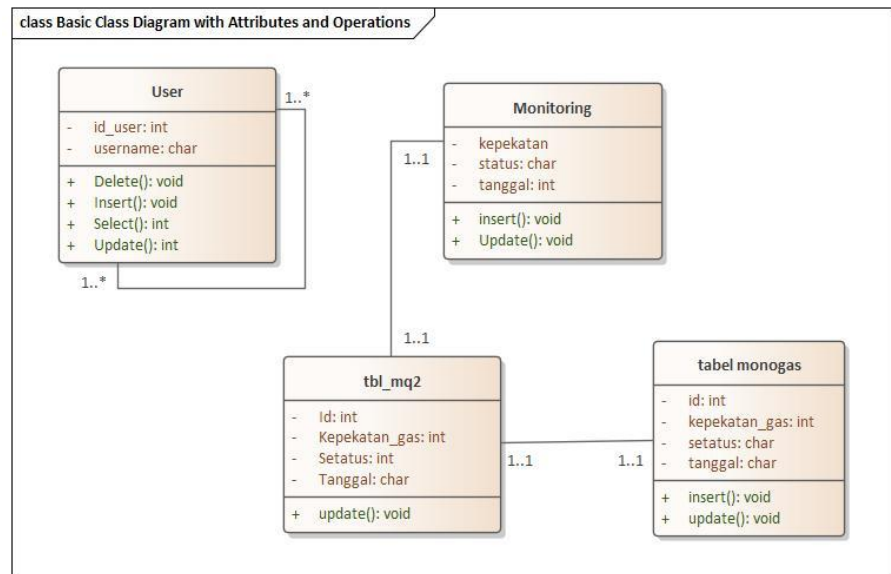 class Basic Class Diagram with Attributes and Operations
User
- id_user: int
- username: char
+ Delete(): void
+ Insert(): void
+ Select(): int
+ Update(): int
1..*
1..*
Monitoring
- kepekatan
- status: char
- tanggal: int
+ insert(): void
+ Update(): void
1..1
1..1
tbl_mq2
- Id: int
- Kepekatan_gas: int
- Setatus: int
- Tanggal: char
+ update(): void
1..1
1..1
tabel monogas
- id: int
- kepekatan_gas: int
- setatus: char
- tanggal: char
+ insert(): void
+ update(): void